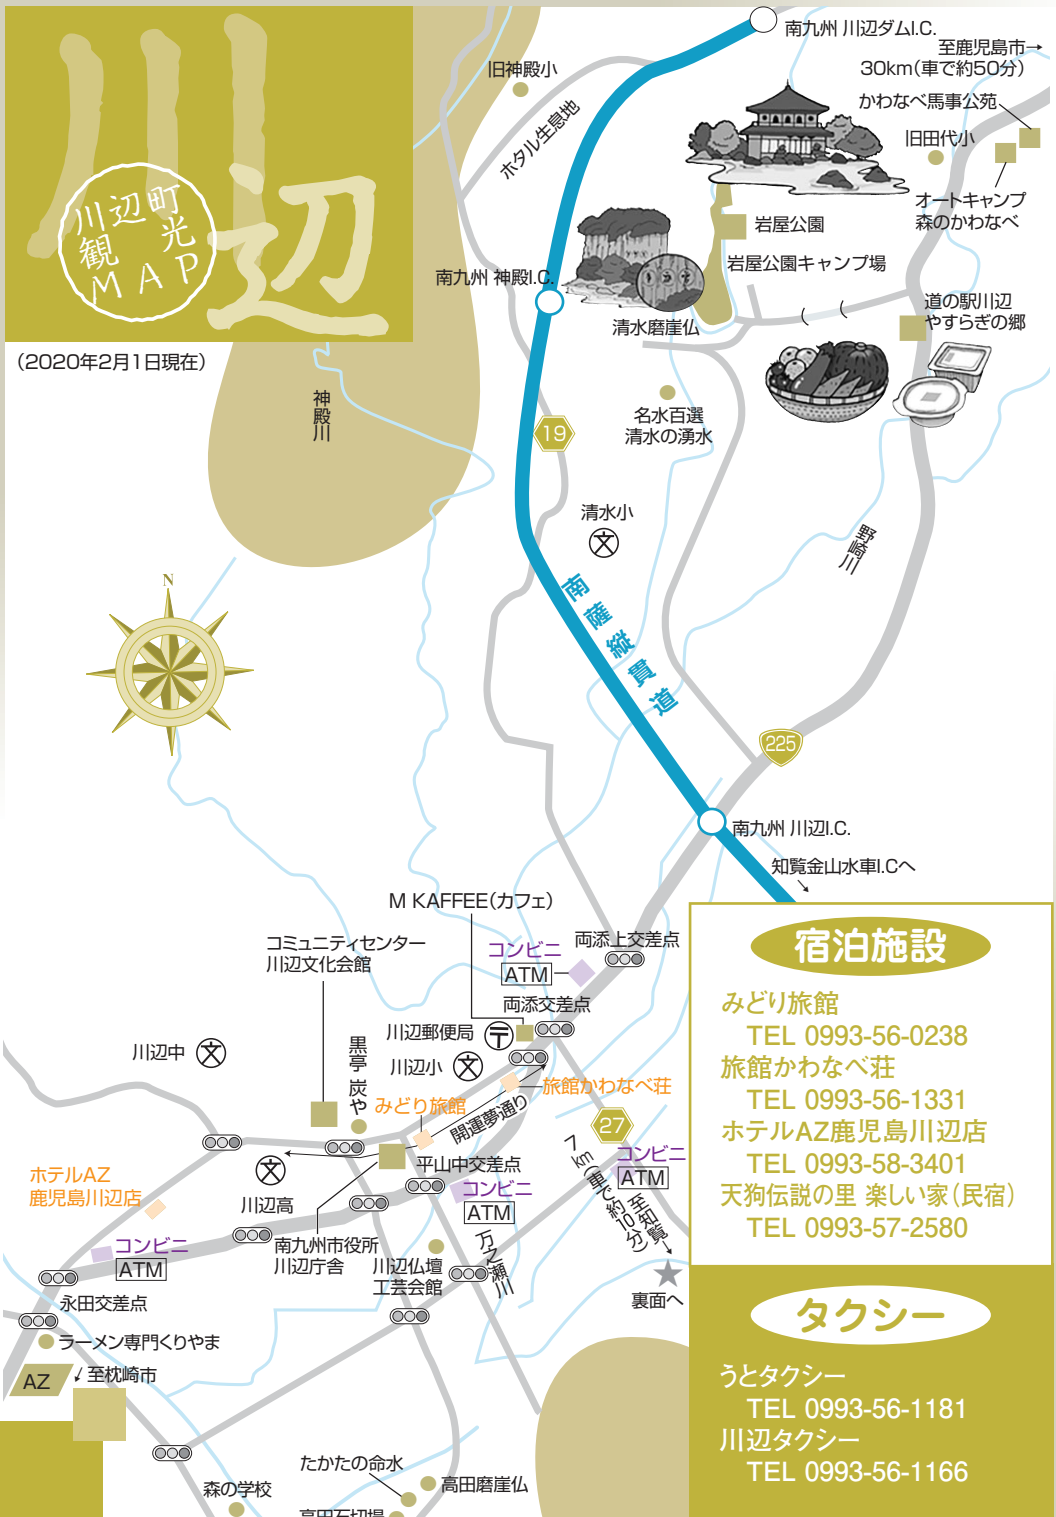 川辺
川辺町
観光
MAP
(2020年2月1日現在)
南九州 川辺ダムI.C.
至鹿児島市→
30km(車で約50分)
かわなべ馬事公苑
旧田代小
オートキャンプ
森のかわなべ
旧神殿小
ホタル生息地
岩屋公園
岩屋公園キャンプ場
南九州 神殿I.C.
清水磨崖仏
道の駅川辺
やすらぎの郷
神殿川
19
名水百選
清水の湧水
清水小
文
野崎川
N
南薩縦貫道
225
南九州 川辺I.C.
知覧金山水車I.Cへ
M KAFFEE(カフェ)
コミュニティセンター
川辺文化会館
コンビニ
ATM
両添上交差点
両添交差点
川辺郵便局
〒
川辺中
文
川辺小
文
黒亭 炭や
みどり旅館
旅館かわなべ荘
開運夢通り
27
コンビニ
ATM
7km(車で約10分)
至知覧
裏面へ
平山中交差点
コンビニ
ATM
文
川辺高
ホテルAZ
鹿児島川辺店
コンビニ
ATM
南九州市役所
川辺庁舎
川辺仏壇
工芸会館
万之瀬川
永田交差点
ラーメン専門くりやま
AZ
至枕崎市
たかたの命水
高田磨崖仏
森の学校
高田石切場
宿泊施設
みどり旅館
TEL 0993-56-0238
旅館かわなべ荘
TEL 0993-56-1331
ホテルAZ鹿児島川辺店
TEL 0993-58-3401
天狗伝説の里 楽しい家(民宿)
TEL 0993-57-2580
タクシー
うとタクシー
TEL 0993-56-1181
川辺タクシー
TEL 0993-56-1166